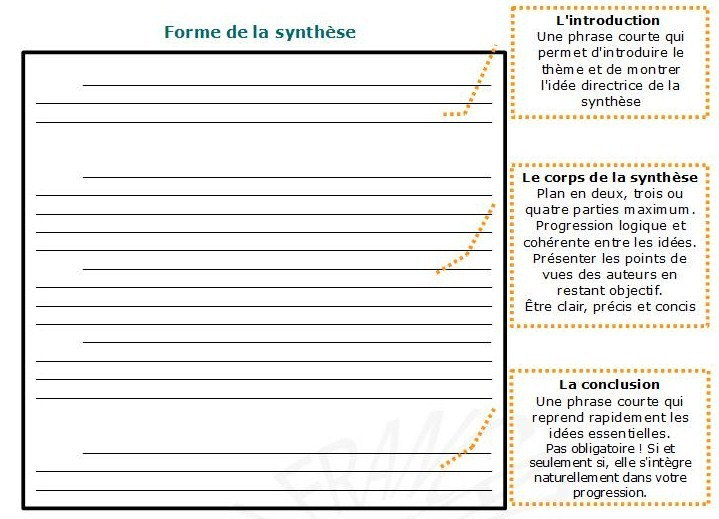 Forme de la synthèse
L'introduction
Une phrase courte qui
permet d'introduire le
thème et de montrer
l'idée directrice de la
synthèse
Le corps de la synthèse
Plan en deux, trois ou
quatre parties maximum.
Progression logique et
cohérente entre les idées.
Présenter les points de
vues des auteurs en
restant objectif.
Être clair, précis et concis
La conclusion
Une phrase courte qui
reprend rapidement les
idées essentielles.
Pas obligatoire ! Si et
seulement si, elle s'intègre
naturellement dans votre
progression.